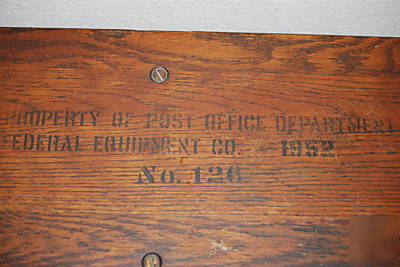 PROPERTY OF POST OFFICE DEPARTMENT
FEDERAL EQUIPMENT CO. 1952
No. 126